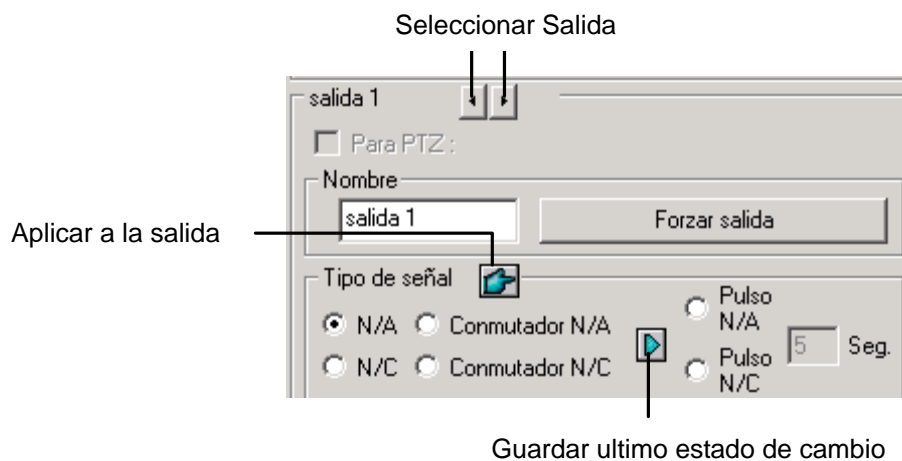 Seleccionar Salida
salida 1
Para PTZ :
Nombre
salida 1
Forzar salida
Aplicar a la salida
Tipo de señal
N/A
Conmutador N/A
Pulso
N/A
5
Seg.
N/C
Conmutador N/C
Pulso
N/C
Guardar ultimo estado de cambio